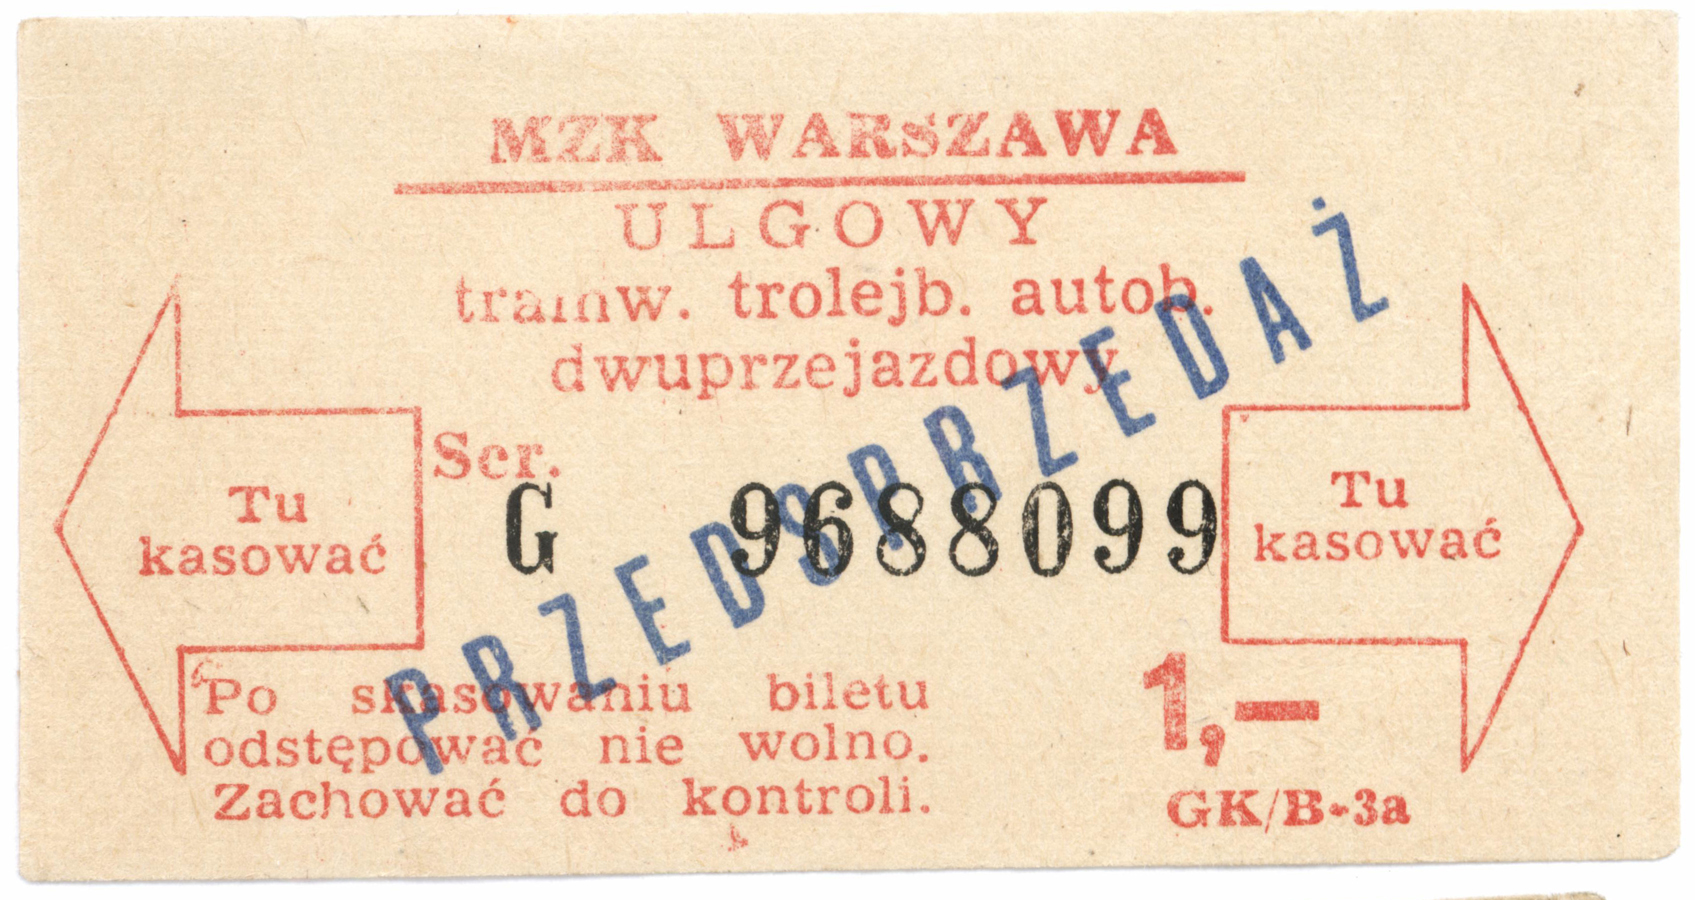 MZK WARSZAWA
ULGOWY
tramw. trolejb. autob.
dwuprzejazdowy
Ser.
G 9688099
PRZEDSPRZEDAŻ
Tu
kasować
Tu
kasować
Po skasowaniu biletu
odstępować nie wolno.
Zachować do kontroli.
1,—
GK/B-3a